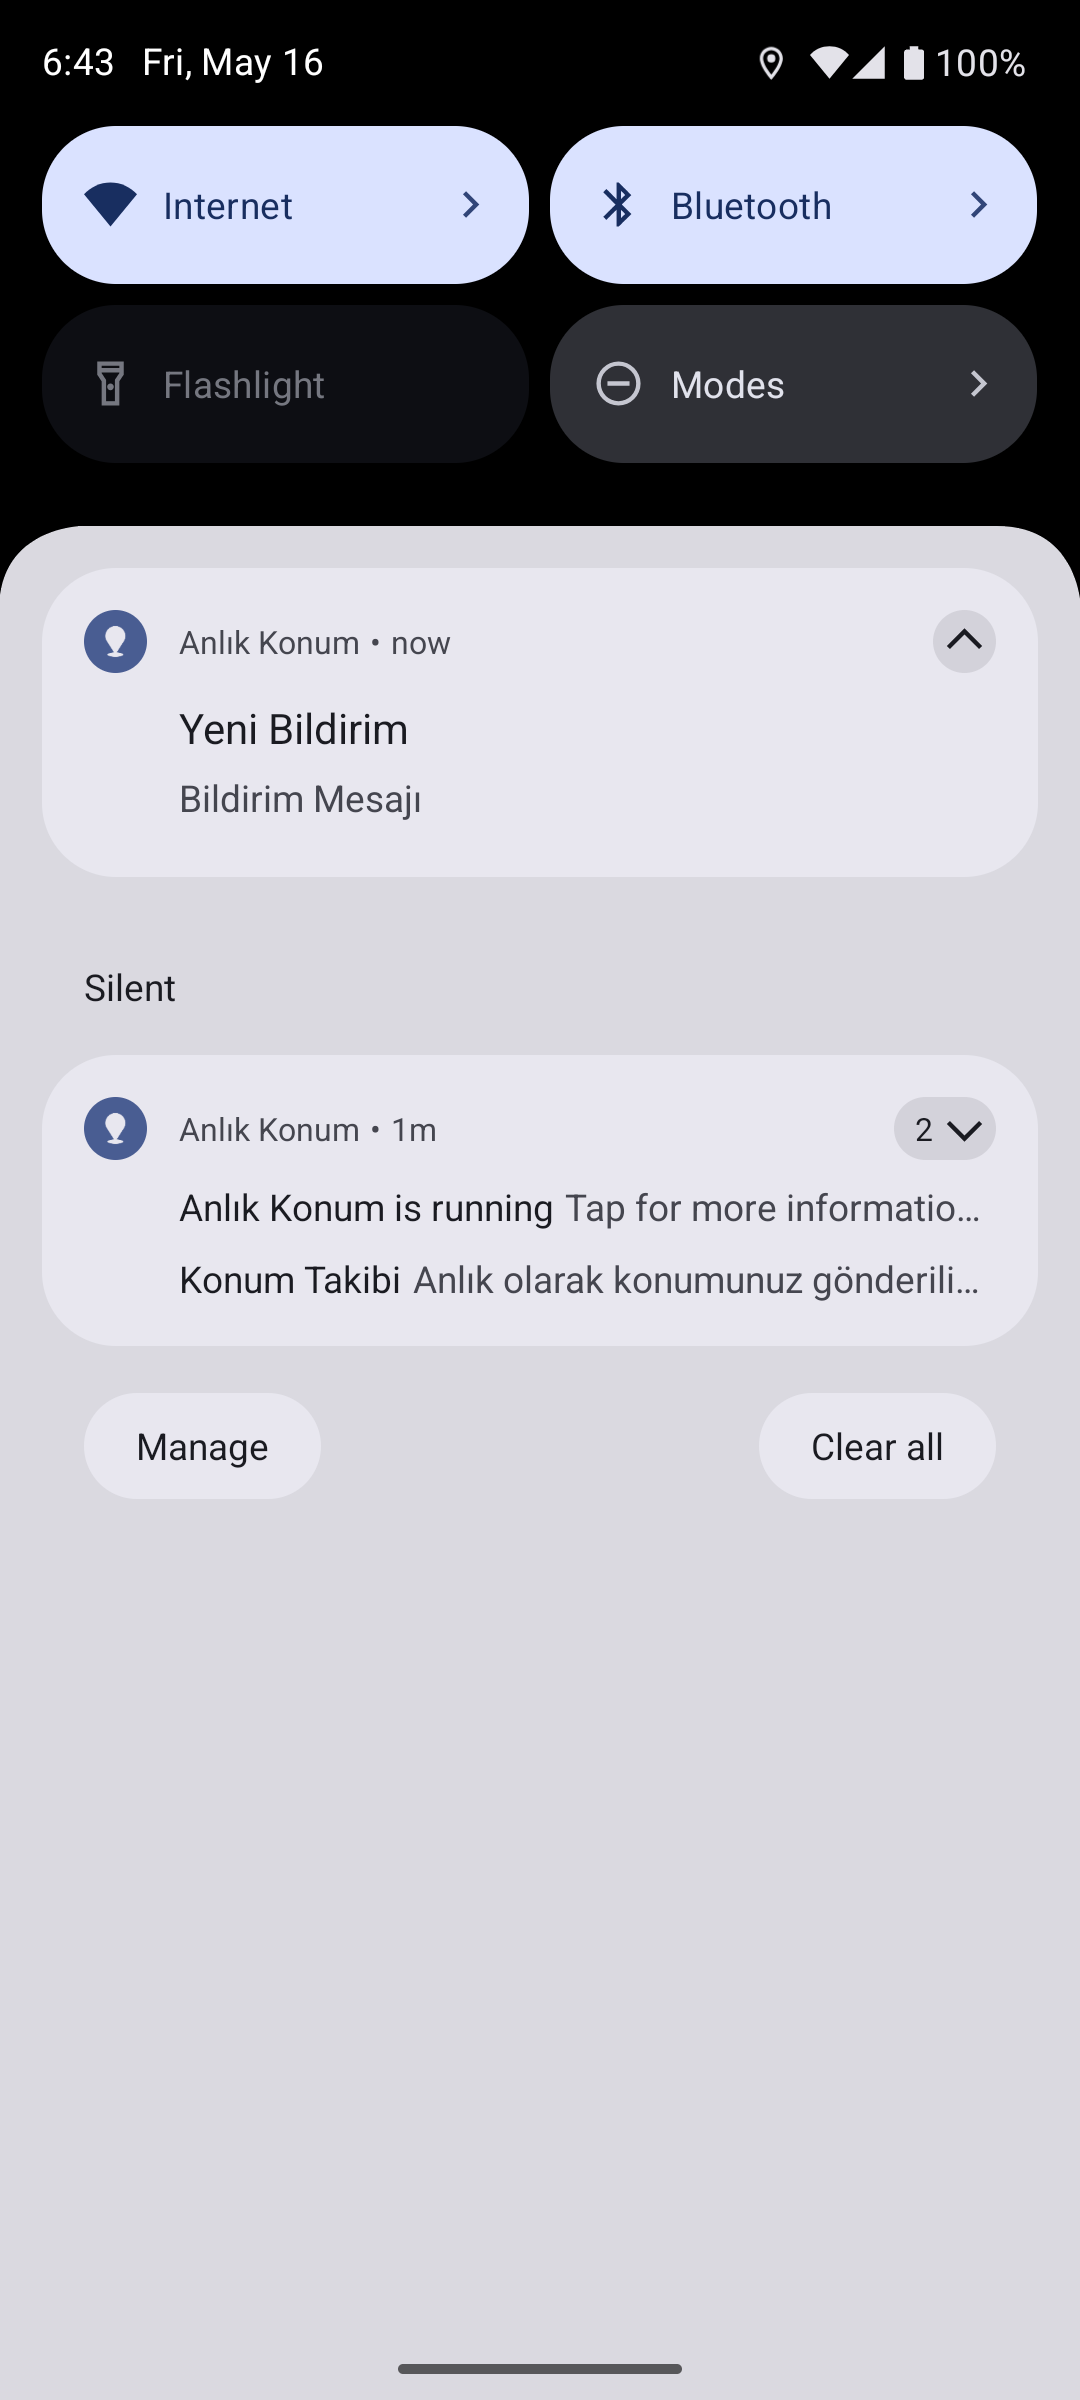 6:43 Fri, May 16 100%
Internet Bluetooth
Flashlight Modes
Anlık Konum • now
Yeni Bildirim
Bildirim Mesajı
Silent
Anlık Konum • 1m 2
Anlık Konum is running Tap for more informatio…
Konum Takibi Anlık olarak konumunuz gönderili…
Manage Clear all